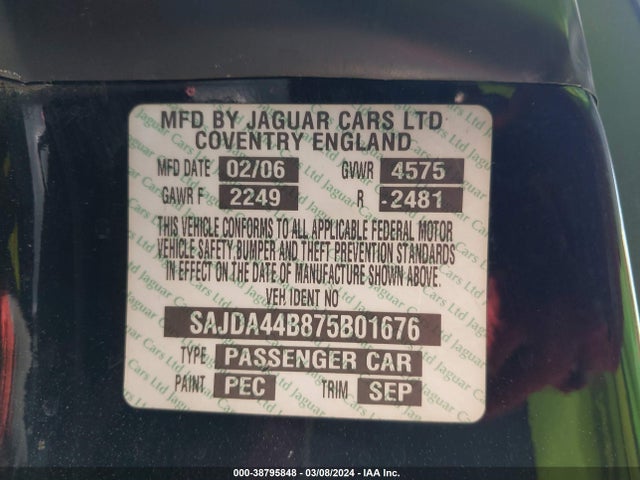 MFD BY JAGUAR CARS LTD
COVENTRY ENGLAND
MFD DATE 02/06 GVWR 4575
GAWR F 2249 R -2481
THIS VEHICLE CONFORMS TO ALL APPLICABLE FEDERAL MOTOR
VEHICLE SAFETY, BUMPER AND THEFT PREVENTION STANDARDS
IN EFFECT ON THE DATE OF MANUFACTURE SHOWN ABOVE.
VEH IDENT NO
SAJDA44B875B01676
TYPE PASSENGER CAR
PAINT PEC TRIM SEP
000-38795848 - 03/08/2024 - IAA Inc.